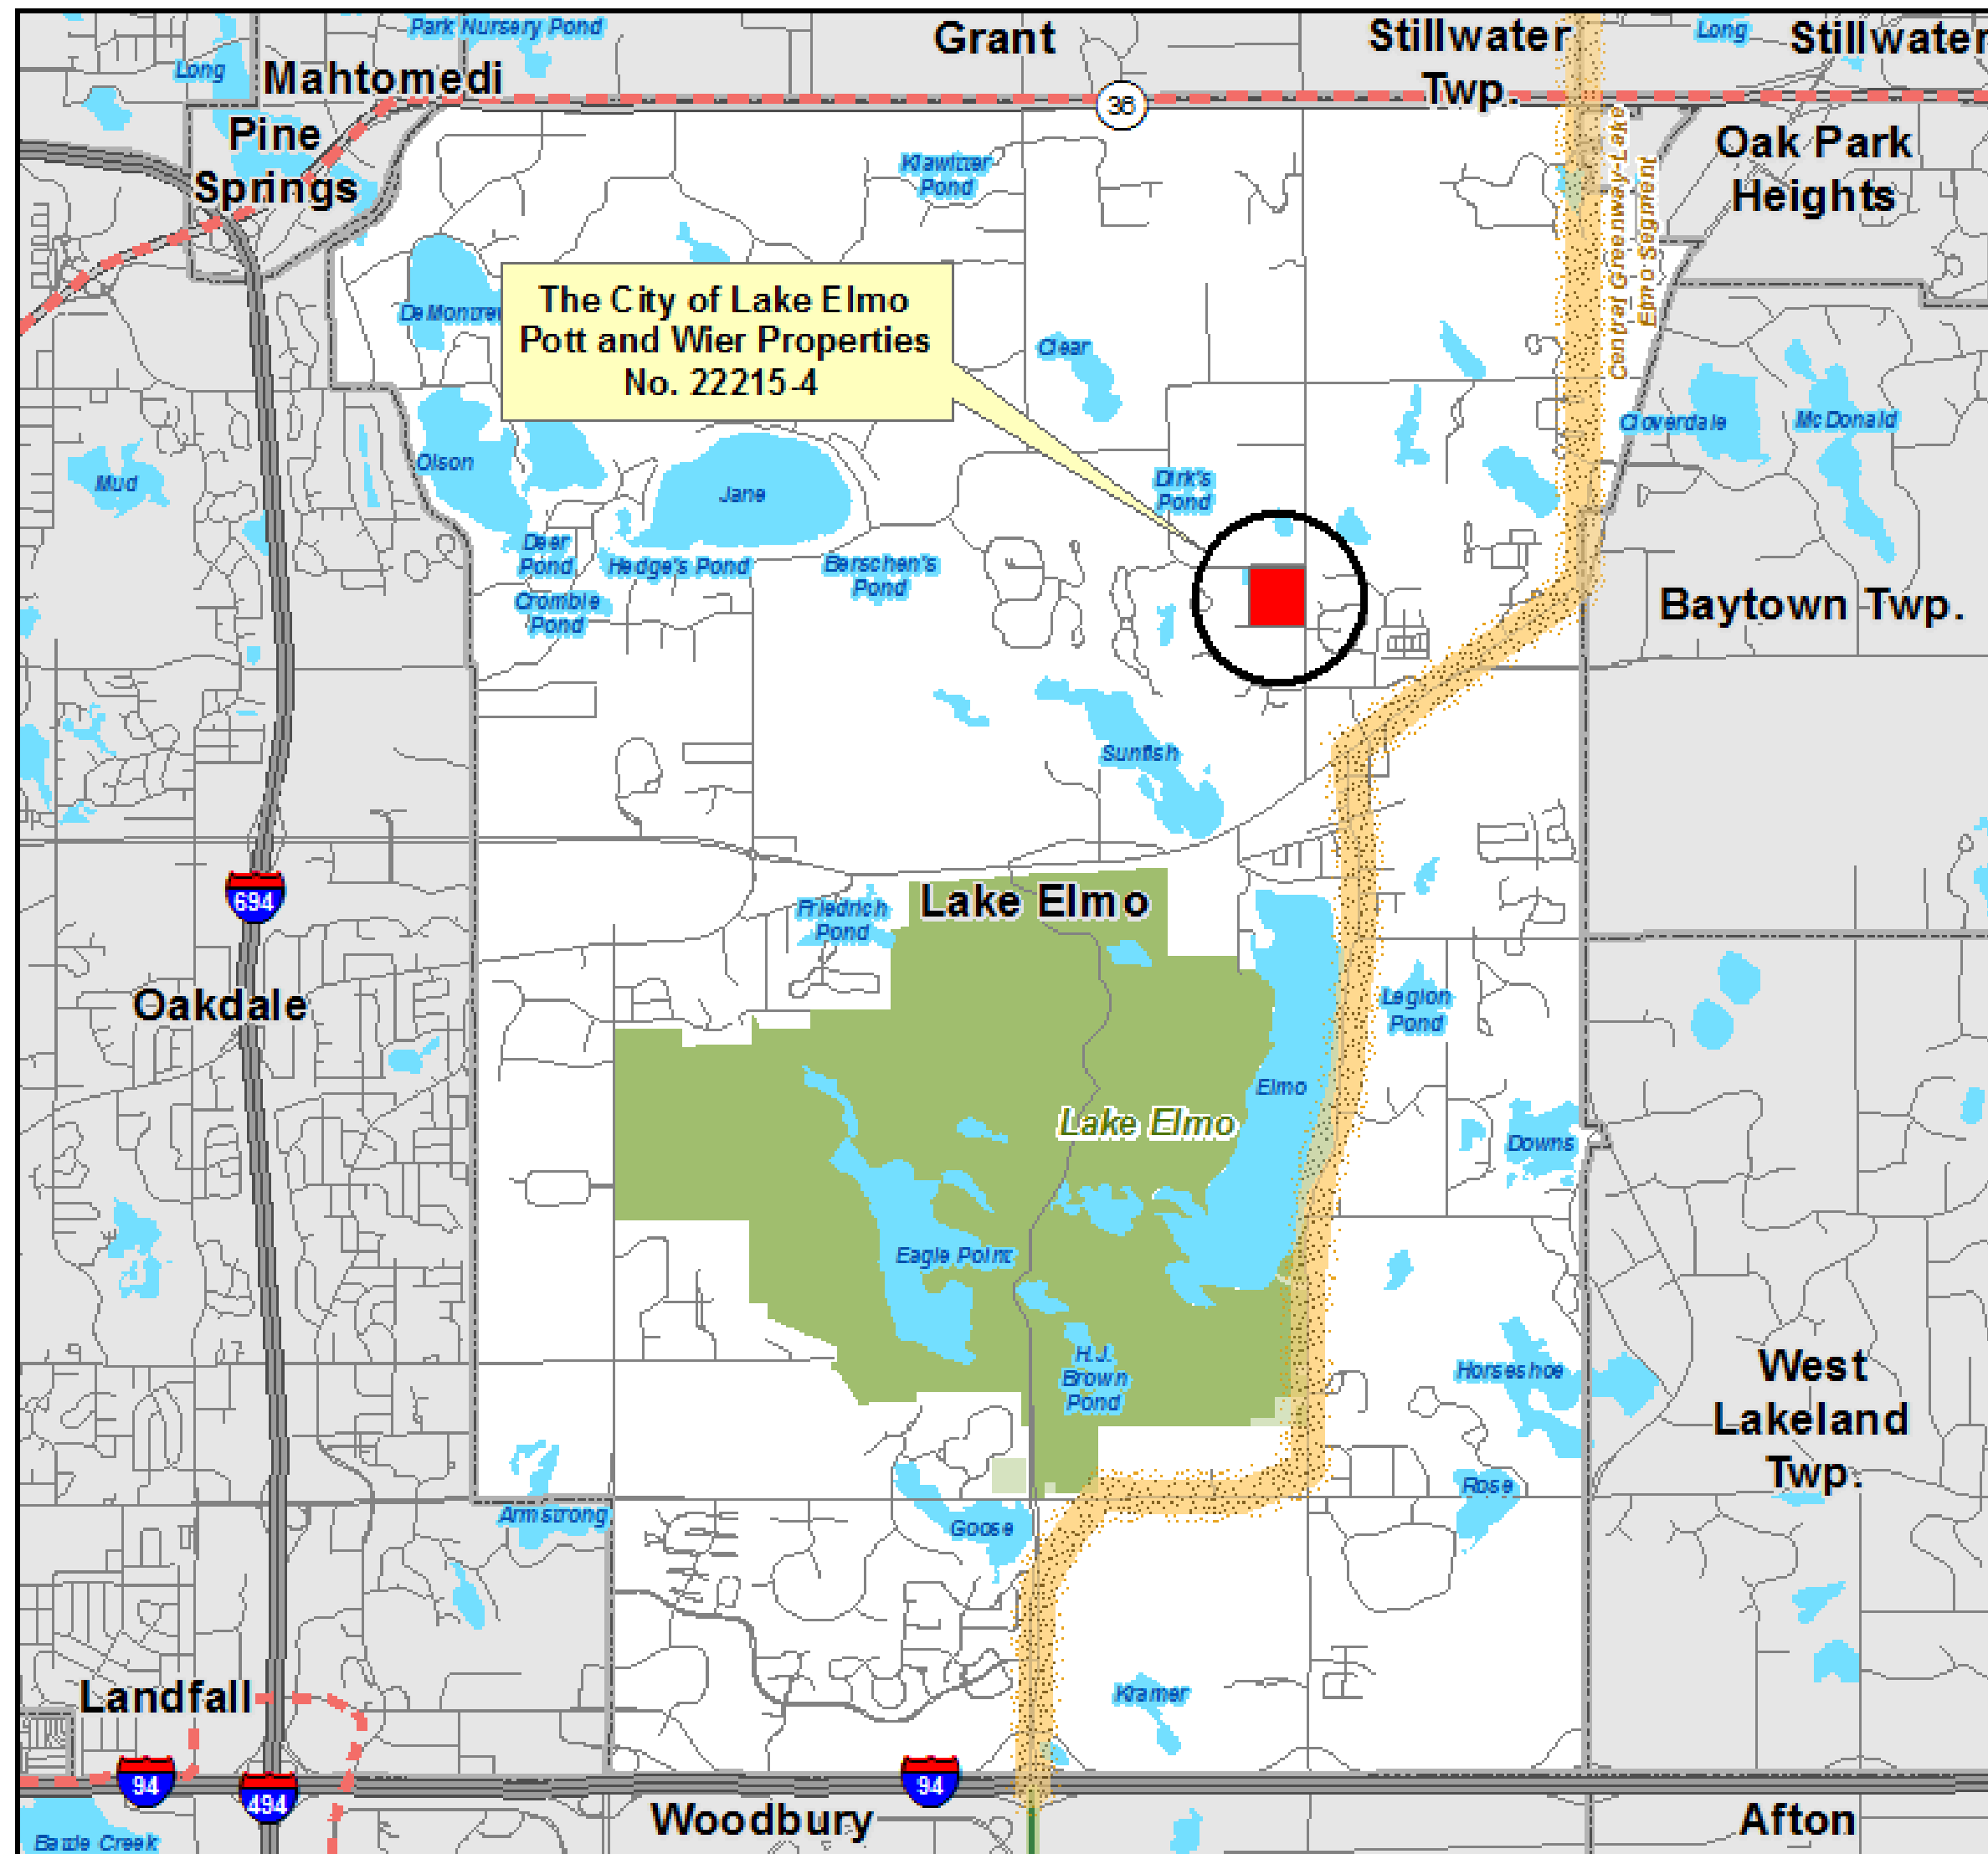 Park Nursery Pond
Grant
Stillwater
Twp.
Long
Stillwater
Long
Mahtomedi
36
Pine
Springs
Klawitter
Pond
Central Greenway-Lake
Elmo Segment
Oak Park
Heights
The City of Lake Elmo
Pott and Wier Properties
No. 22215-4
Clear
Cloverdale
McDonald
Olson
Mud
Jane
Dirk's
Pond
Deer
Pond
Hedge's Pond
Berschen's
Pond
Crombie
Pond
Baytown Twp.
Sunfish
694
Friedrich
Pond
Lake Elmo
Oakdale
Legion
Pond
Elmo
Lake Elmo
Downs
Eagle Point
H.J.
Brown
Pond
Horseshoe
West
Lakeland
Twp.
Rose
Armstrong
Goose
Landfall
Kramer
94
494
94
Woodbury
Afton
Battle Creek